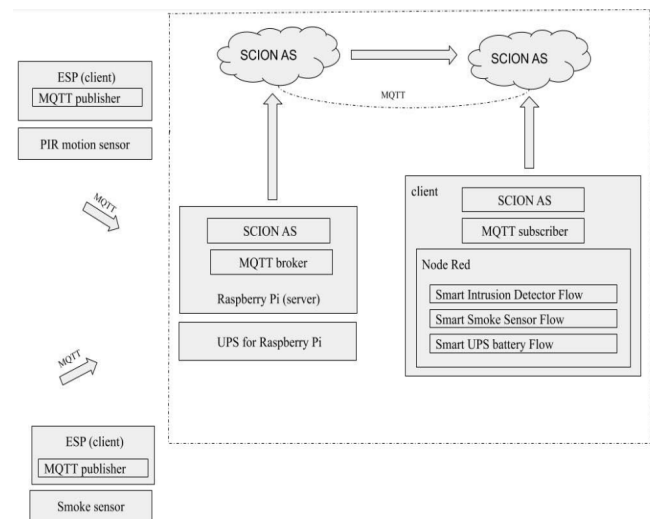 ESP (client)
MQTT publisher
PIR motion sensor
MQTT
MQTT
ESP (client)
MQTT publisher
Smoke sensor
SCION AS
SCION AS
MQTT
SCION AS
MQTT broker
Raspberry Pi (server)
UPS for Raspberry Pi
client
SCION AS
MQTT subscriber
Node Red
Smart Intrusion Detector Flow
Smart Smoke Sensor Flow
Smart UPS battery Flow